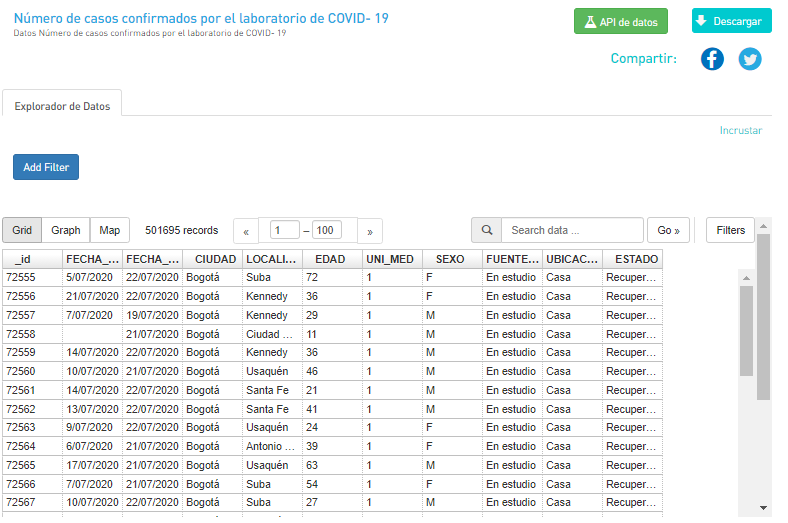 Número de casos confirmados por el laboratorio de COVID- 19
Datos Número de casos confirmados por el laboratorio de COVID- 19
API de datos
Descargar
Compartir:
Explorador de Datos
Incrustar
Add Filter
Grid Graph Map 501695 records « 1 – 100 » Search data ... Go » Filters
_id FECHA_... FECHA_... CIUDAD LOCALI... EDAD UNI_MED SEXO FUENTE... UBICAC... ESTADO
72555 5/07/2020 22/07/2020 Bogotá Suba 72 1 F En estudio Casa Recuper...
72556 21/07/2020 22/07/2020 Bogotá Kennedy 36 1 F En estudio Casa Recuper...
72557 7/07/2020 19/07/2020 Bogotá Kennedy 29 1 M En estudio Casa Recuper...
72558 21/07/2020 Bogotá Ciudad ... 11 1 M En estudio Casa Recuper...
72559 14/07/2020 22/07/2020 Bogotá Kennedy 36 1 M En estudio Casa Recuper...
72560 10/07/2020 21/07/2020 Bogotá Usaquén 46 1 M En estudio Casa Recuper...
72561 14/07/2020 22/07/2020 Bogotá Santa Fe 21 1 M En estudio Casa Recuper...
72562 13/07/2020 22/07/2020 Bogotá Santa Fe 41 1 M En estudio Casa Recuper...
72563 9/07/2020 22/07/2020 Bogotá Usaquén 24 1 F En estudio Casa Recuper...
72564 6/07/2020 21/07/2020 Bogotá Antonio ... 39 1 F En estudio Casa Recuper...
72565 17/07/2020 21/07/2020 Bogotá Usaquén 63 1 M En estudio Casa Recuper...
72566 7/07/2020 21/07/2020 Bogotá Suba 54 1 F En estudio Casa Recuper...
72567 10/07/2020 22/07/2020 Bogotá Suba 27 1 M En estudio Casa Recuper...